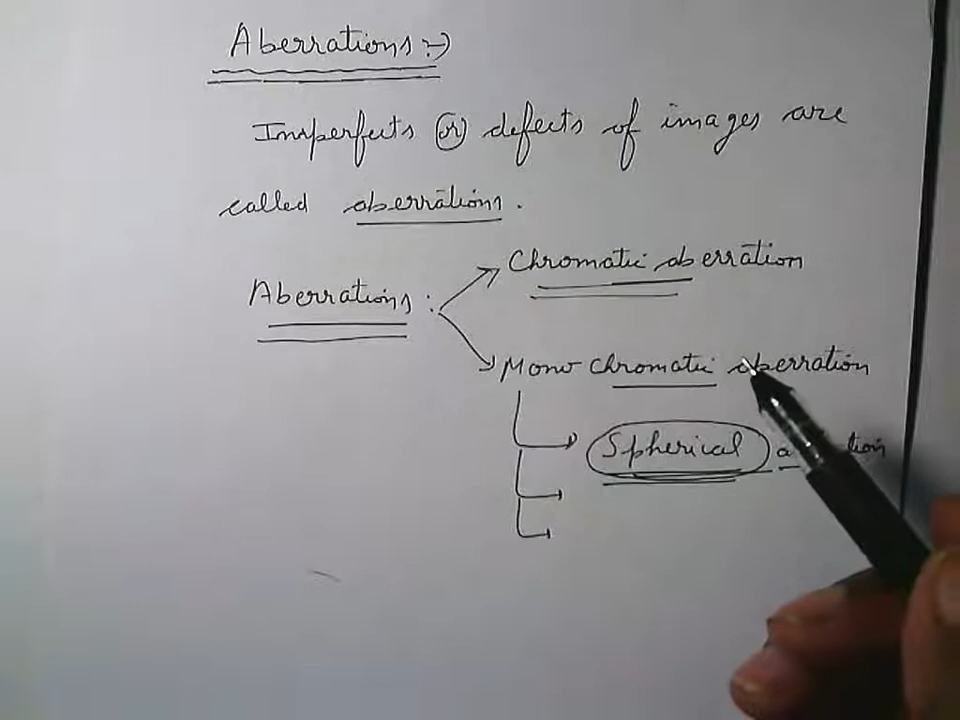 Aberrations :-
Imperfects (or) defects of images are
called aberrations.
Aberrations :
Chromatic aberration
Mono chromatic aberration
Spherical